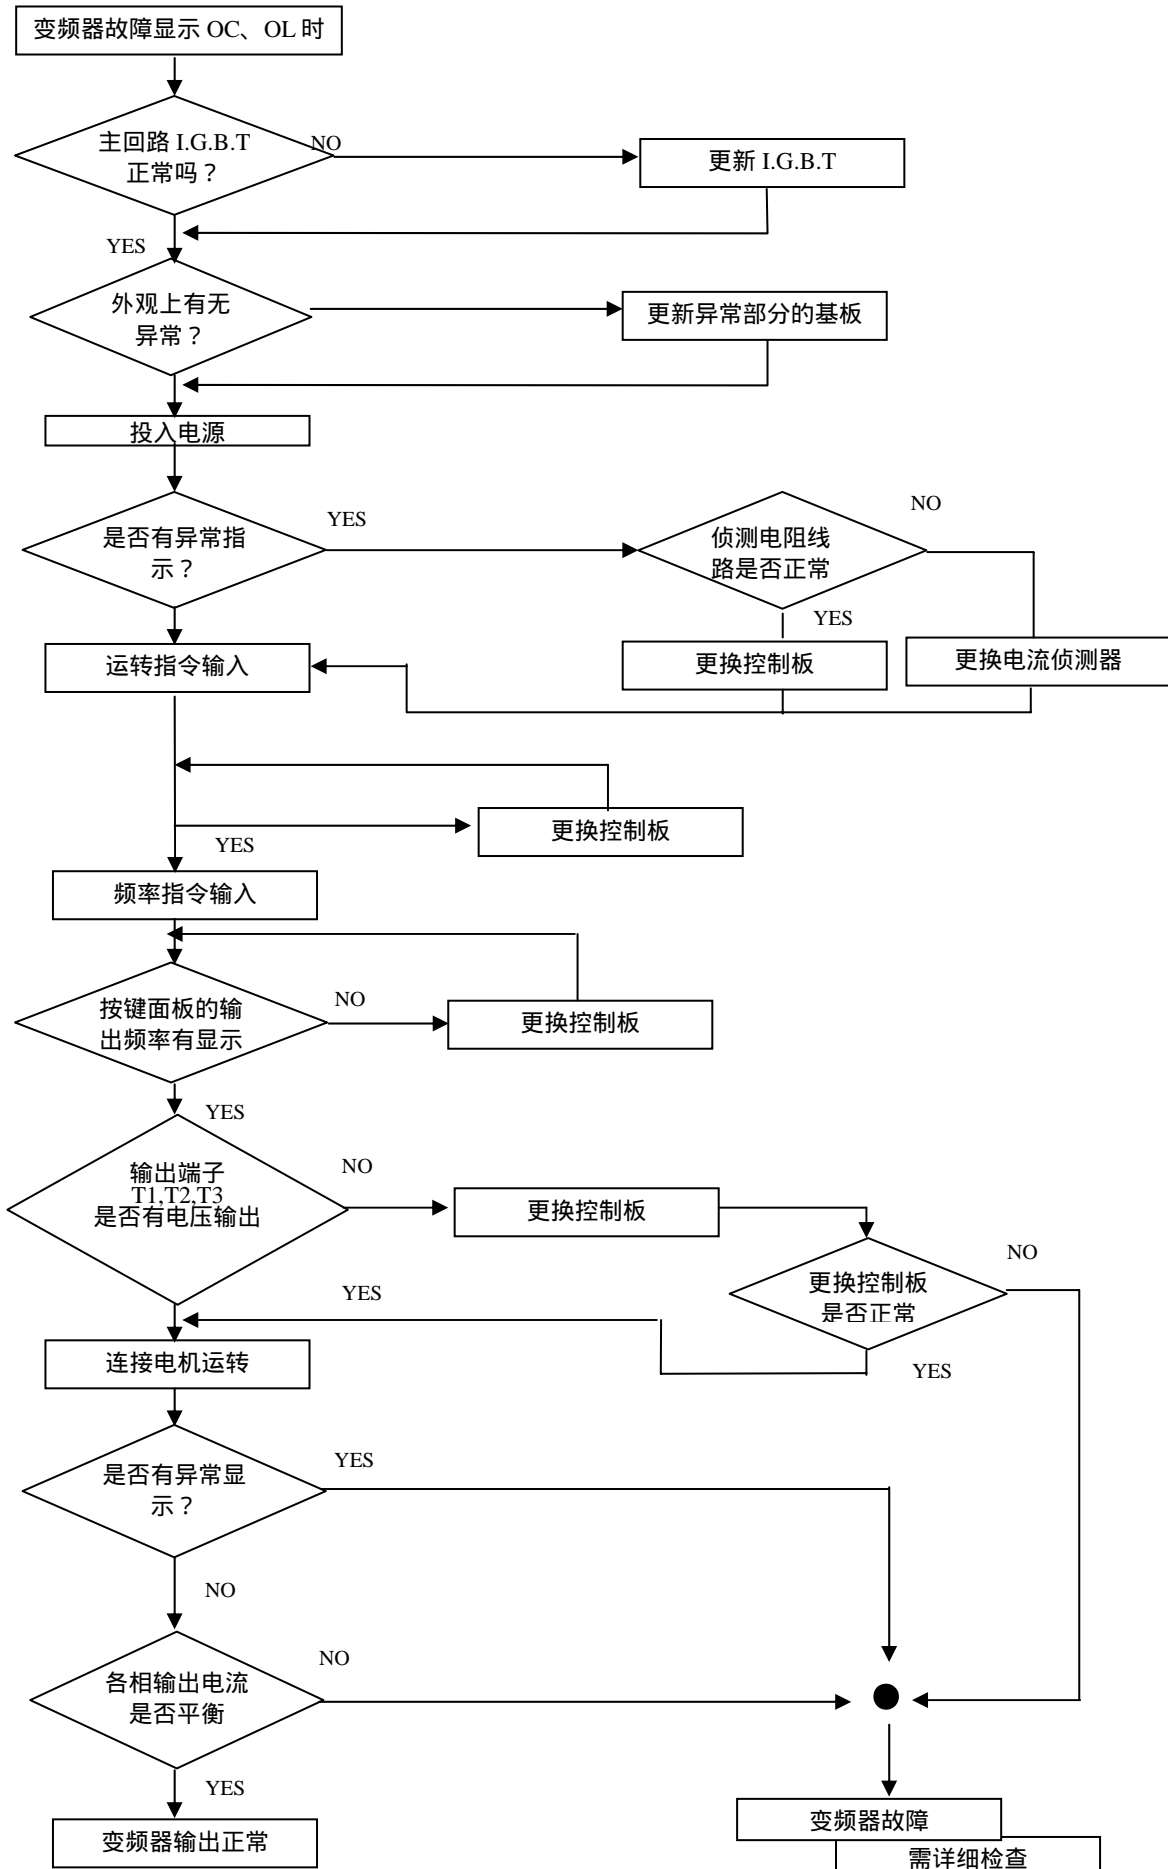 变频器故障显示 OC、OL 时
主回路 I.G.B.T
正常吗？
NO
更新 I.G.B.T
YES
外观上有无
异常？
更新异常部分的基板
投入电源
是否有异常指
示？
YES
侦测电阻线
路是否正常
NO
YES
运转指令输入
更换控制板
更换电流侦测器
更换控制板
YES
频率指令输入
按键面板的输
出频率有显示
NO
更换控制板
YES
输出端子
T1,T2,T3
是否有电压输出
NO
更换控制板
更换控制板
是否正常
NO
YES
YES
连接电机运转
是否有异常显
示？
YES
NO
各相输出电流
是否平衡
NO
YES
变频器输出正常
变频器故障
需详细检查